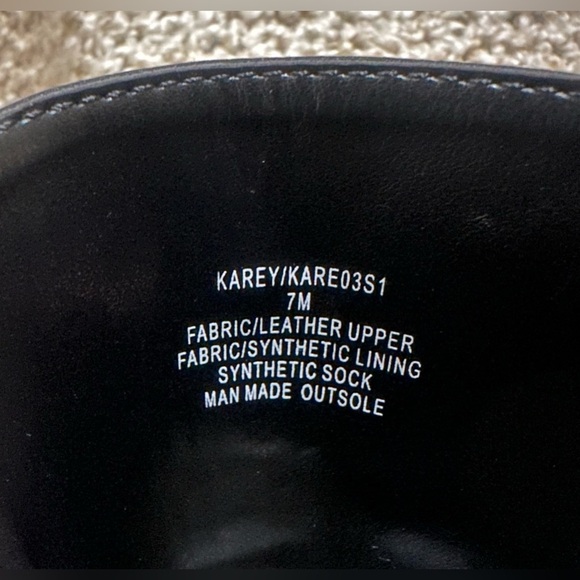 KAREY/KARE03S1
7M
FABRIC/LEATHER UPPER
FABRIC/SYNTHETIC LINING
SYNTHETIC SOCK
MAN MADE OUTSOLE